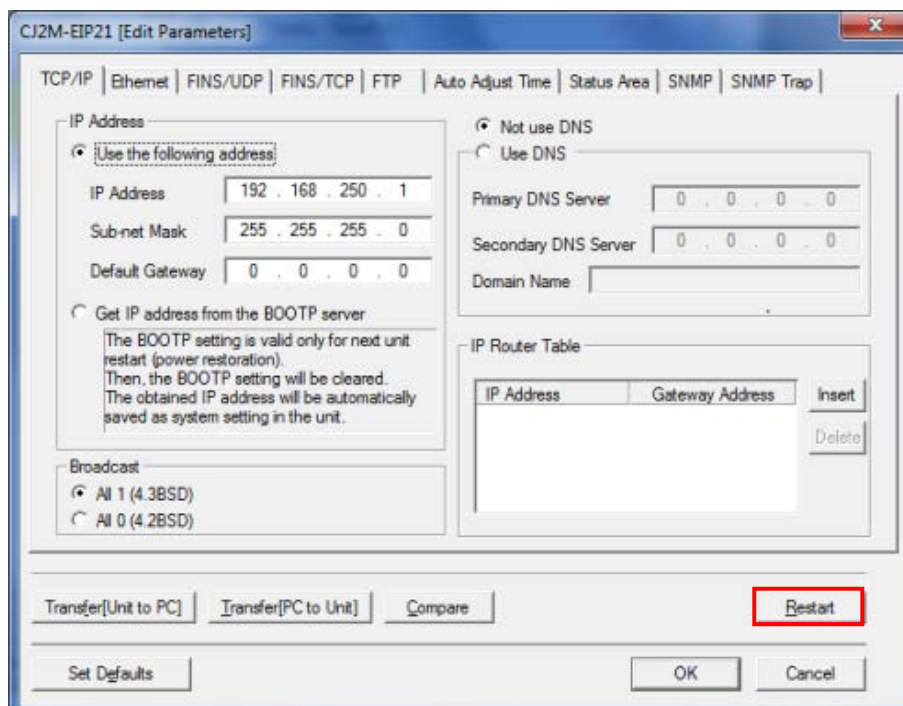 CJ2M-EIP21 [Edit Parameters]
TCP/IP Ethernet FINS/UDP FINS/TCP FTP Auto Adjust Time Status Area SNMP SNMP Trap
IP Address
Use the following address
IP Address 192 . 168 . 250 . 1
Sub-net Mask 255 . 255 . 255 . 0
Default Gateway 0 . 0 . 0 . 0
Get IP address from the BOOTP server
The BOOTP setting is valid only for next unit
restart (power restoration).
Then, the BOOTP setting will be cleared.
The obtained IP address will be automatically
saved as system setting in the unit.
Broadcast
All 1 (4.3BSD)
All 0 (4.2BSD)
Not use DNS
Use DNS
Primary DNS Server 0 . 0 . 0 . 0
Secondary DNS Server 0 . 0 . 0 . 0
Domain Name
IP Router Table
IP Address Gateway Address
Insert
Delete
Transfer[Unit to PC] Transfer[PC to Unit] Compare Restart
Set Defaults OK Cancel